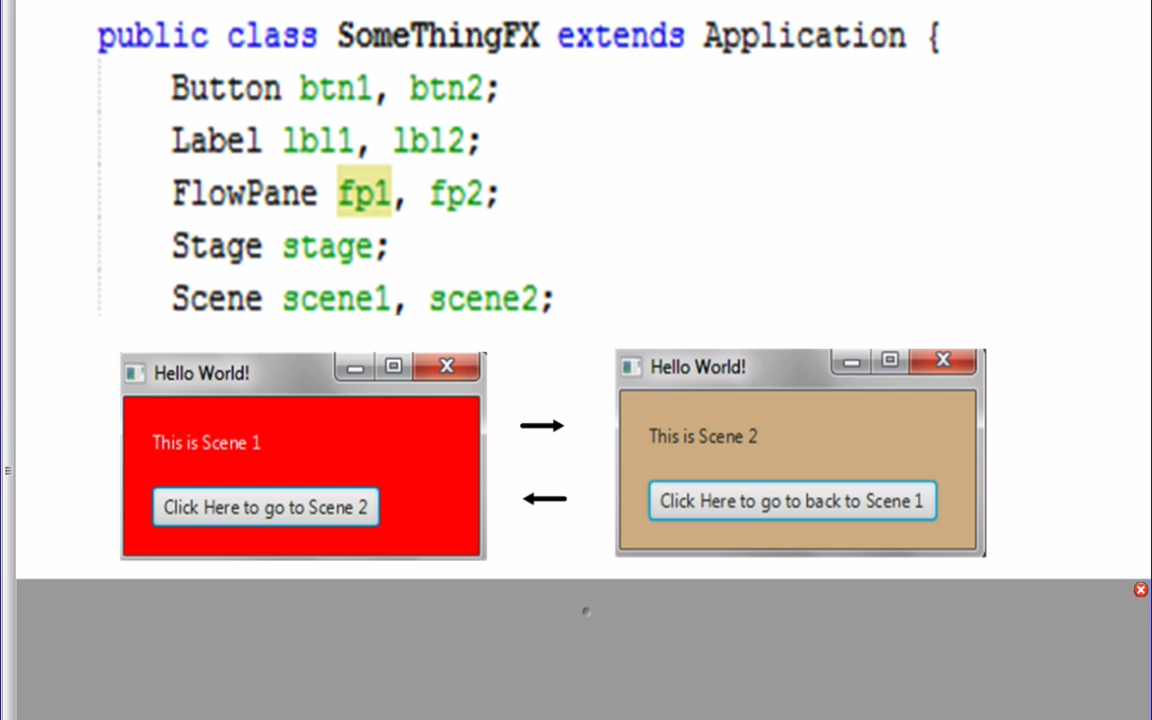 public class SomeThingFX extends Application {
Button btn1, btn2;
Label lbl1, lbl2;
FlowPane fp1, fp2;
Stage stage;
Scene scene1, scene2;
Hello World!
This is Scene 1
Click Here to go to Scene 2
Hello World!
This is Scene 2
Click Here to go to back to Scene 1